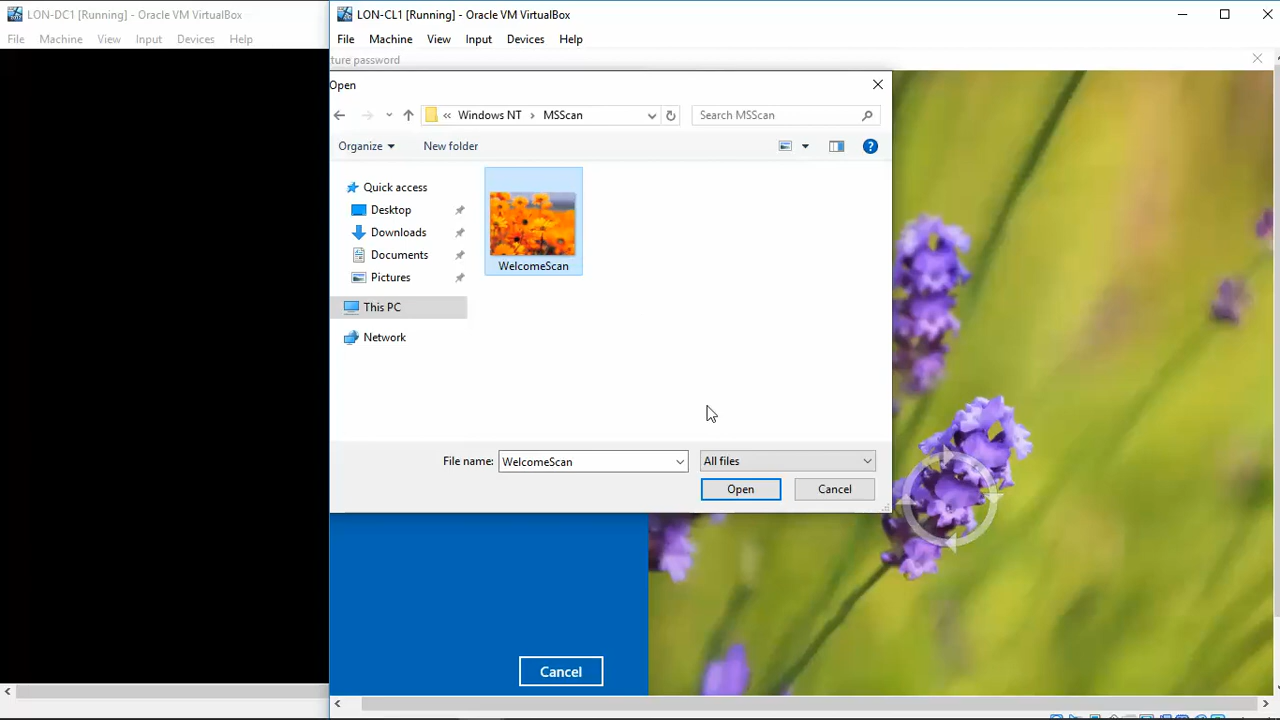 LON-DC1 [Running] - Oracle VM VirtualBox
File Machine View Input Devices Help
LON-CL1 [Running] - Oracle VM VirtualBox
File Machine View Input Devices Help
ture password
Open
« Windows NT › MSScan
Search MSScan
Organize
New folder
Quick access
Desktop
Downloads
Documents
Pictures
This PC
Network
WelcomeScan
File name: WelcomeScan
All files
Open
Cancel
Cancel